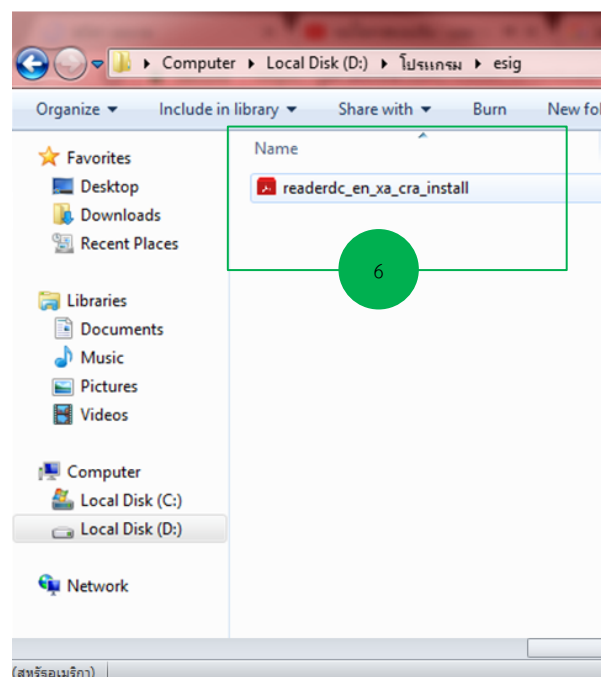 Computer Local Disk (D:) โปรแกรม esig
Organize Include in library Share with Burn New fol
Name
Favorites
readerdc_en_xa_cra_install
Desktop
Downloads
Recent Places
6
Libraries
Documents
Music
Pictures
Videos
Computer
Local Disk (C:)
Local Disk (D:)
Network
(สหรัฐอเมริกา)